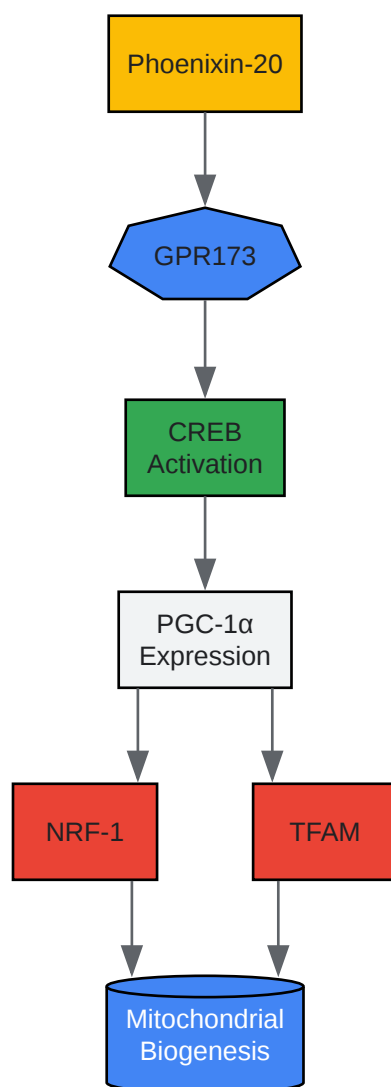 Phoenixin-20
GPR173
CREB
Activation
PGC-1α
Expression
NRF-1
TFAM
Mitochondrial
Biogenesis